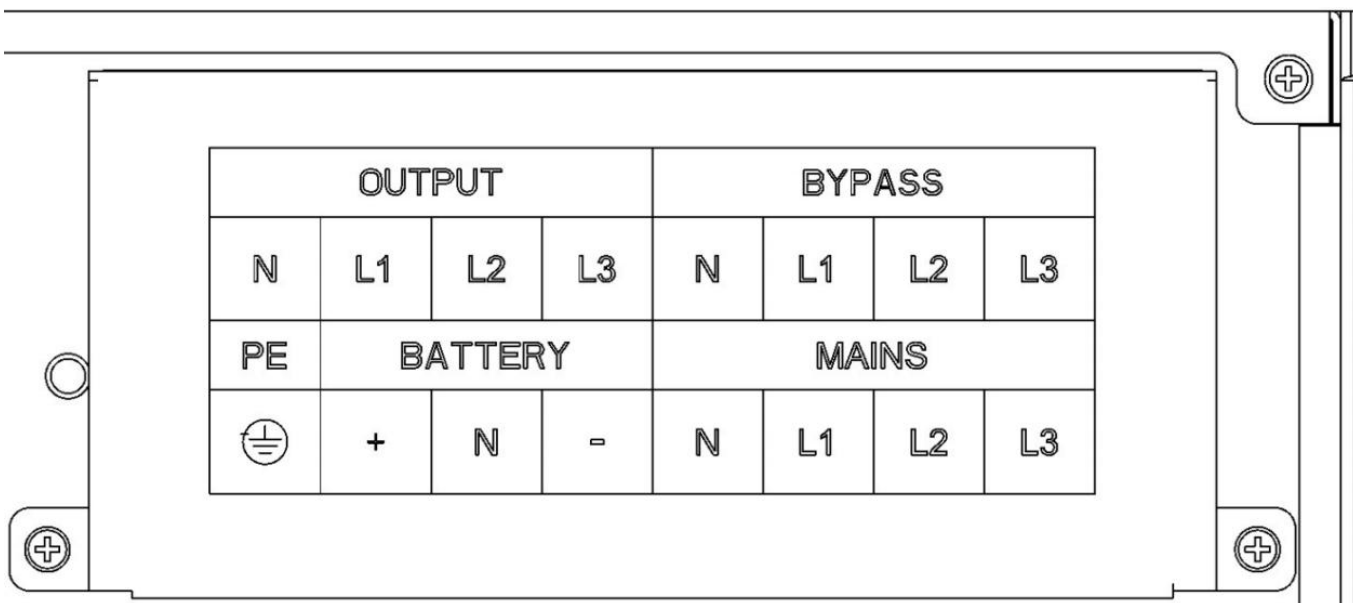 OUTPUT BYPASS
N L1 L2 L3 N L1 L2 L3
PE BATTERY MAINS
+ N - N L1 L2 L3